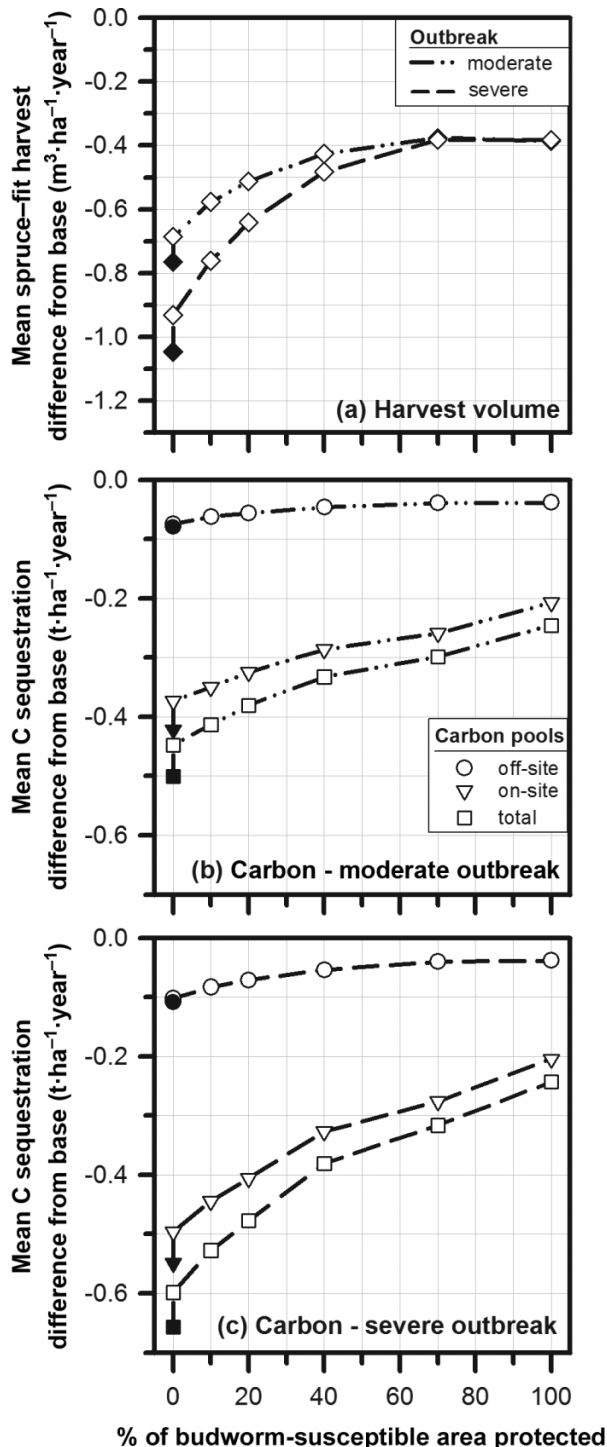 Mean spruce–fit harvest
difference from base (m³·ha⁻¹·year⁻¹)
0.0
-0.2
-0.4
-0.6
-0.8
-1.0
-1.2
Outbreak
moderate
severe
(a) Harvest volume
Mean C sequestration
difference from base (t·ha⁻¹·year⁻¹)
0.0
-0.2
-0.4
-0.6
Carbon pools
off-site
on-site
total
(b) Carbon - moderate outbreak
Mean C sequestration
difference from base (t·ha⁻¹·year⁻¹)
0.0
-0.2
-0.4
-0.6
(c) Carbon - severe outbreak
0 20 40 60 80 100
% of budworm-susceptible area protected